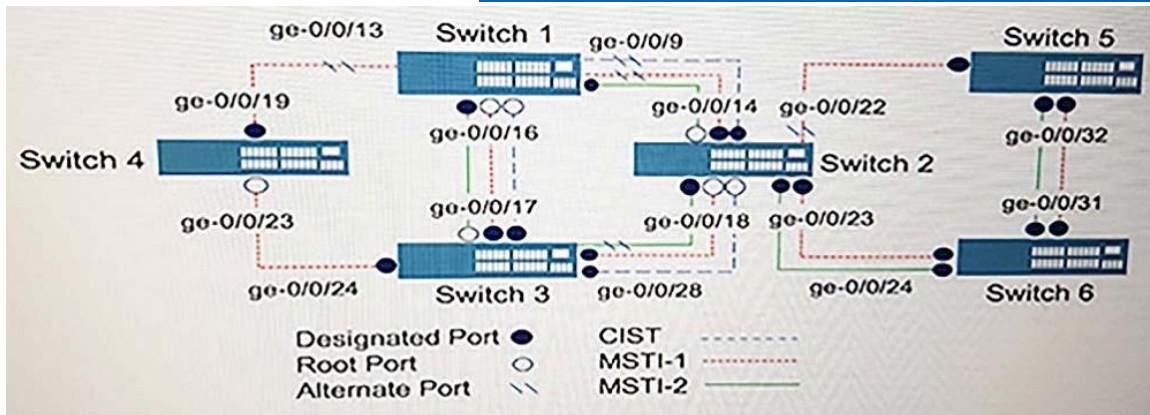 Switch 1
Switch 5
ge-0/0/13
ge-0/0/9
ge-0/0/19
ge-0/0/14
ge-0/0/22
ge-0/0/16
ge-0/0/32
Switch 4
Switch 2
ge-0/0/23
ge-0/0/17
ge-0/0/18
ge-0/0/23
ge-0/0/31
ge-0/0/24
Switch 3
ge-0/0/28
ge-0/0/24
Switch 6
Designated Port
CIST
Root Port
MSTI-1
Alternate Port
MSTI-2